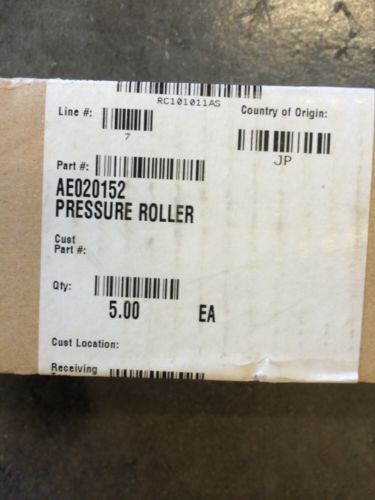 RC101011AS
Line #:
7
Country of Origin:
JP
Part #:
AE020152
PRESSURE ROLLER
Cust
Part #:
Qty:
5.00 EA
Cust Location:
Receiving